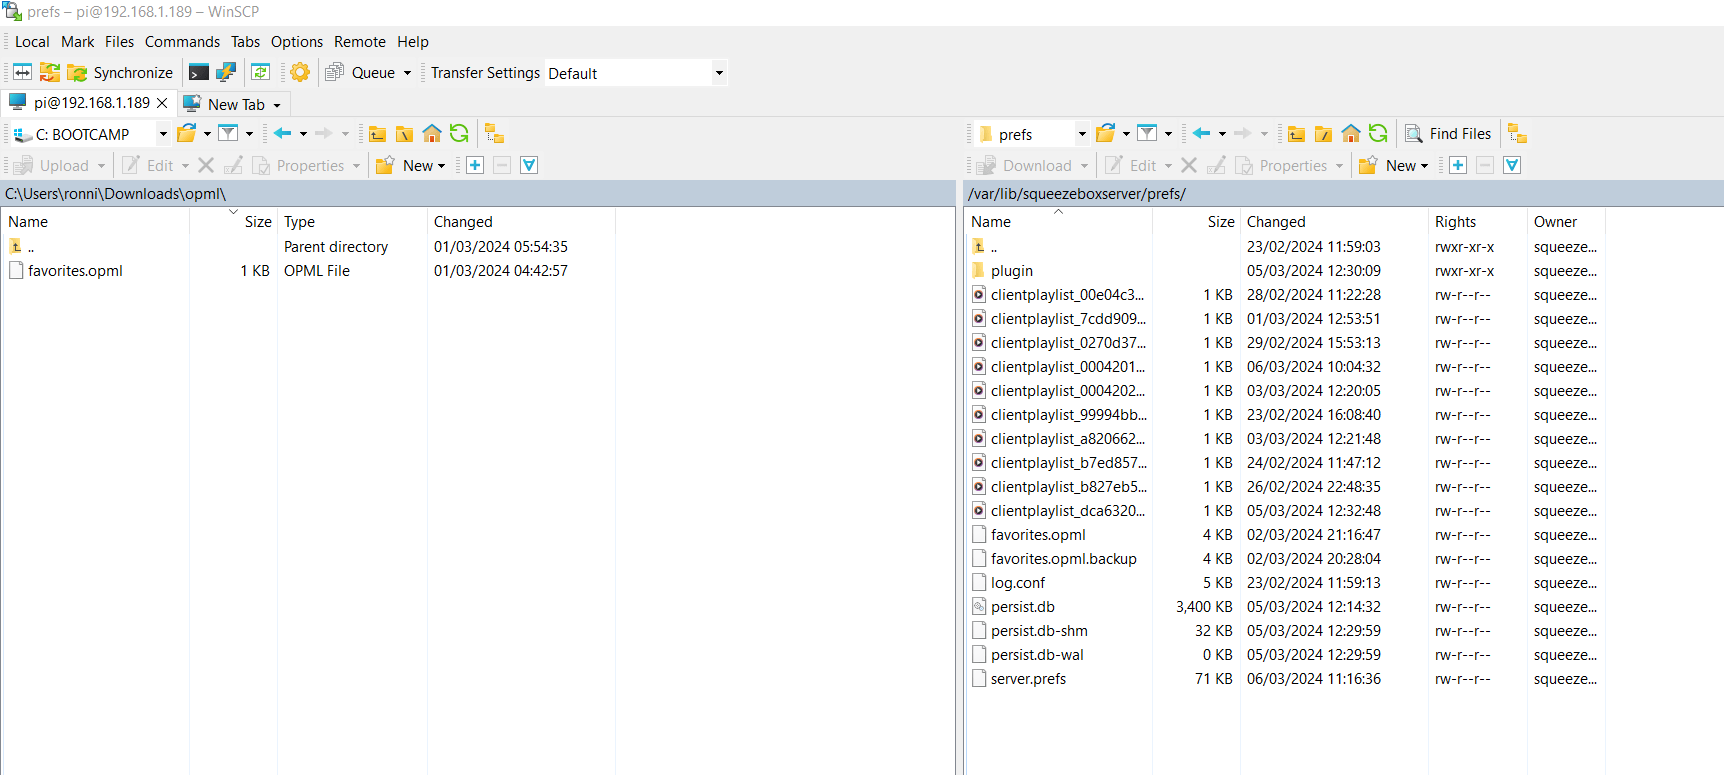 prefs – pi@192.168.1.189 – WinSCP
Local Mark Files Commands Tabs Options Remote Help
Synchronize Queue Transfer Settings Default
pi@192.168.1.189 New Tab
C: BOOTCAMP
Upload Edit Properties New
C:\Users\ronni\Downloads\opml\
Name Size Type Changed
.. Parent directory 01/03/2024 05:54:35
favorites.opml 1 KB OPML File 01/03/2024 04:42:57
prefs Find Files
Download Edit Properties New
/var/lib/squeezeboxserver/prefs/
Name Size Changed Rights Owner
.. 23/02/2024 11:59:03 rwxr-xr-x squeeze...
plugin 05/03/2024 12:30:09 rwxr-xr-x squeeze...
clientplaylist_00e04c3... 1 KB 28/02/2024 11:22:28 rw-r--r-- squeeze...
clientplaylist_7cdd909... 1 KB 01/03/2024 12:53:51 rw-r--r-- squeeze...
clientplaylist_0270d37... 1 KB 29/02/2024 15:53:13 rw-r--r-- squeeze...
clientplaylist_0004201... 1 KB 06/03/2024 10:04:32 rw-r--r-- squeeze...
clientplaylist_0004202... 1 KB 03/03/2024 12:20:05 rw-r--r-- squeeze...
clientplaylist_99994bb... 1 KB 23/02/2024 16:08:40 rw-r--r-- squeeze...
clientplaylist_a820662... 1 KB 03/03/2024 12:21:48 rw-r--r-- squeeze...
clientplaylist_b7ed857... 1 KB 24/02/2024 11:47:12 rw-r--r-- squeeze...
clientplaylist_b827eb5... 1 KB 26/02/2024 22:48:35 rw-r--r-- squeeze...
clientplaylist_dca6320... 1 KB 05/03/2024 12:32:48 rw-r--r-- squeeze...
favorites.opml 4 KB 02/03/2024 21:16:47 rw-r--r-- squeeze...
favorites.opml.backup 4 KB 02/03/2024 20:28:04 rw-r--r-- squeeze...
log.conf 5 KB 23/02/2024 11:59:13 rw-r--r-- squeeze...
persist.db 3,400 KB 05/03/2024 12:14:32 rw-r--r-- squeeze...
persist.db-shm 32 KB 05/03/2024 12:29:59 rw-r--r-- squeeze...
persist.db-wal 0 KB 05/03/2024 12:29:59 rw-r--r-- squeeze...
server.prefs 71 KB 06/03/2024 11:16:36 rw-r--r-- squeeze...